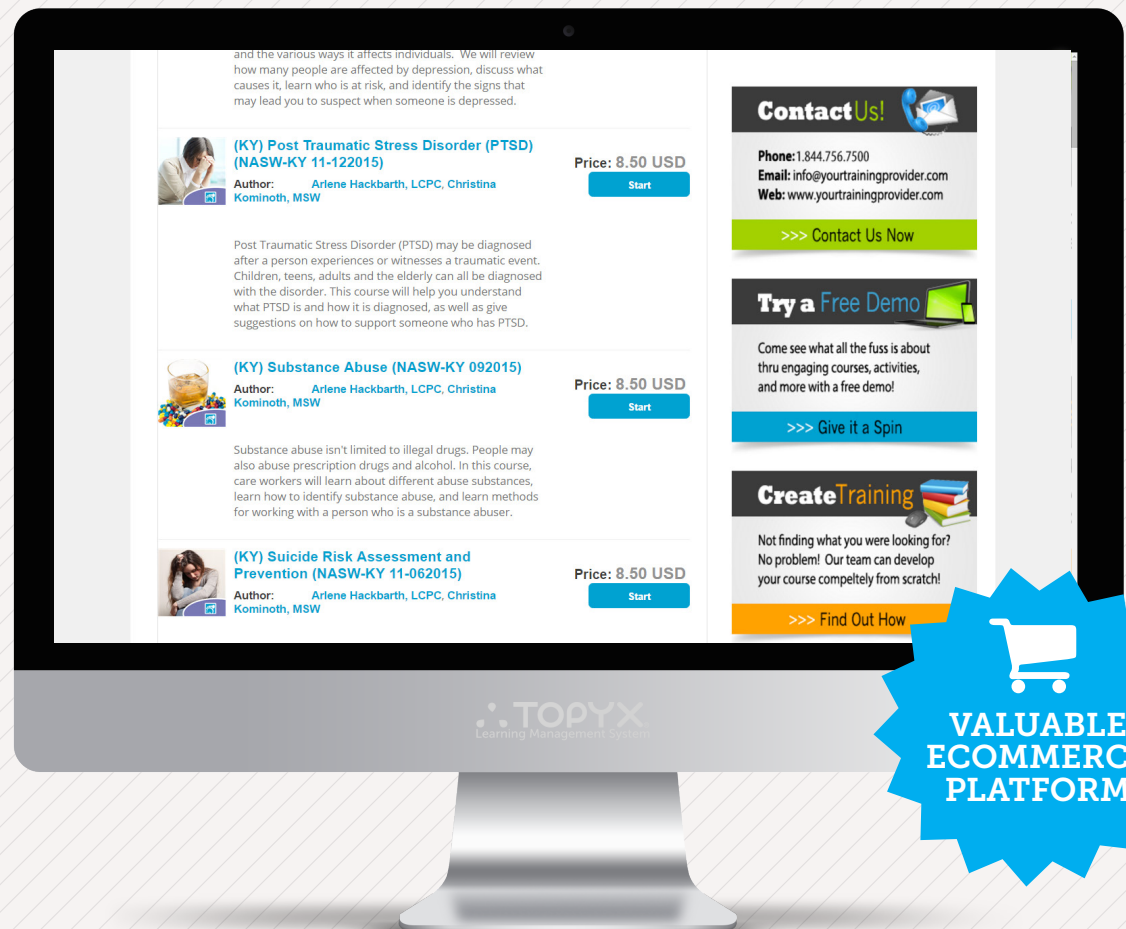 and the various ways it affects individuals. We will review
how many people are affected by depression, discuss what
causes it, learn who is at risk, and identify the signs that
may lead you to suspect when someone is depressed.
(KY) Post Traumatic Stress Disorder (PTSD)
(NASW-KY 11-122015)
Author: Arlene Hackbarth, LCPC, Christina
Kominoth, MSW
Price: 8.50 USD
Start
Post Traumatic Stress Disorder (PTSD) may be diagnosed
after a person experiences or witnesses a traumatic event.
Children, teens, adults and the elderly can all be diagnosed
with the disorder. This course will help you understand
what PTSD is and how it is diagnosed, as well as give
suggestions on how to support someone who has PTSD.
(KY) Substance Abuse (NASW-KY 092015)
Author: Arlene Hackbarth, LCPC, Christina
Kominoth, MSW
Price: 8.50 USD
Start
Substance abuse isn't limited to illegal drugs. People may
also abuse prescription drugs and alcohol. In this course,
care workers will learn about different abuse substances,
learn how to identify substance abuse, and learn methods
for working with a person who is a substance abuser.
(KY) Suicide Risk Assessment and
Prevention (NASW-KY 11-062015)
Author: Arlene Hackbarth, LCPC, Christina
Kominoth, MSW
Price: 8.50 USD
Start
Contact Us!
Phone: 1.844.756.7500
Email: info@yourtrainingprovider.com
Web: www.yourtrainingprovider.com
>>> Contact Us Now
Try a Free Demo
Come see what all the fuss is about
thru engaging courses, activities,
and more with a free demo!
>>> Give it a Spin
CreateTraining
Not finding what you were looking for?
No problem! Our team can develop
your course compeltely from scratch!
>>> Find Out How
TOPYX
Learning Management System
VALUABLE
ECOMMERC
PLATFORM